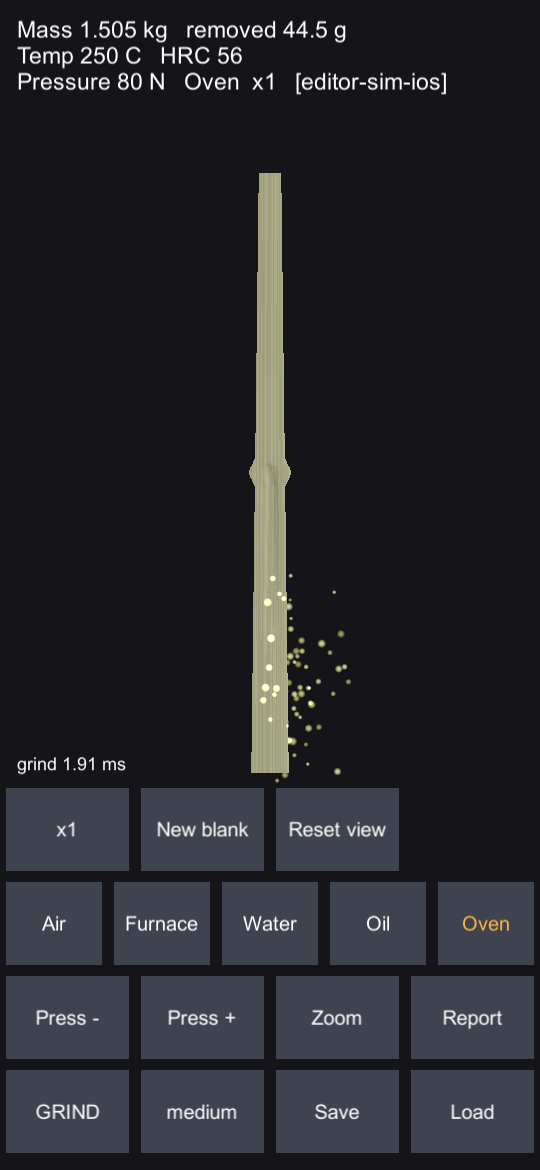 Mass 1.505 kg removed 44.5 g
Temp 250 C HRC 56
Pressure 80 N Oven x1 [editor-sim-ios]
grind 1.91 ms
x1 New blank Reset view
Air Furnace Water Oil Oven
Press - Press + Zoom Report
GRIND medium Save Load